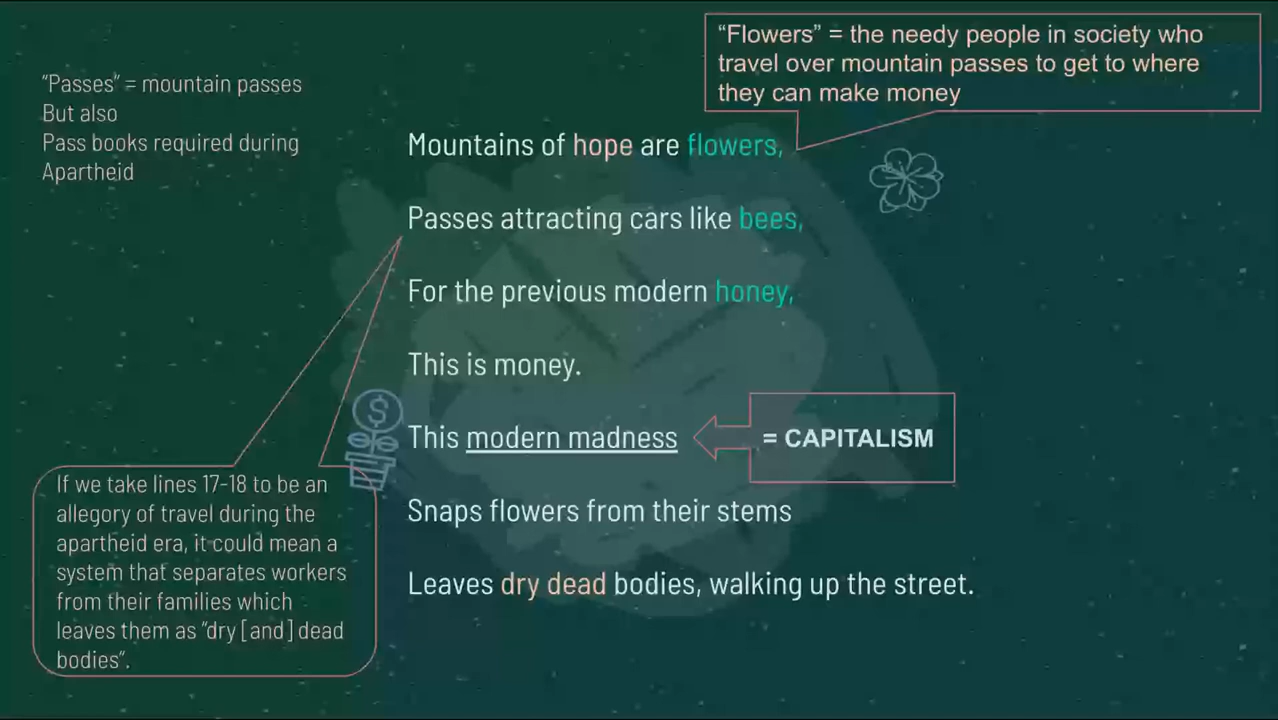 “Flowers” = the needy people in society who
travel over mountain passes to get to where
they can make money
“Passes” = mountain passes
But also
Pass books required during
Apartheid
Mountains of hope are flowers,
Passes attracting cars like bees,
For the previous modern honey,
This is money.
$
This modern madness
= CAPITALISM
If we take lines 17-18 to be an
allegory of travel during the
apartheid era, it could mean a
system that separates workers
from their families which
leaves them as “dry [and] dead
bodies”.
Snaps flowers from their stems
Leaves dry dead bodies, walking up the street.